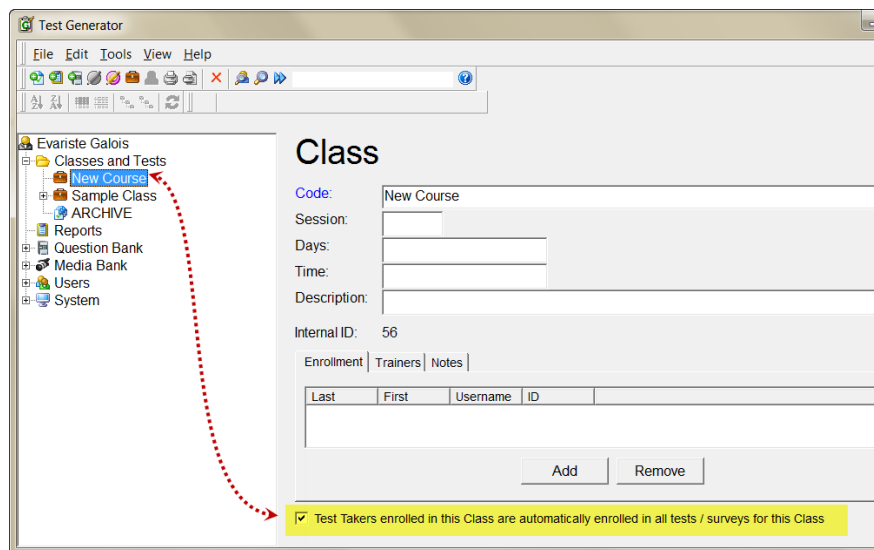 Test Generator
File Edit Tools View Help
Evariste Galois
Classes and Tests
New Course
Sample Class
ARCHIVE
Reports
Question Bank
Media Bank
Users
System
Class
Code: New Course
Session:
Days:
Time:
Description:
Internal ID: 56
Enrollment Trainers Notes
Last First Username ID
Add Remove
Test Takers enrolled in this Class are automatically enrolled in all tests / surveys for this Class